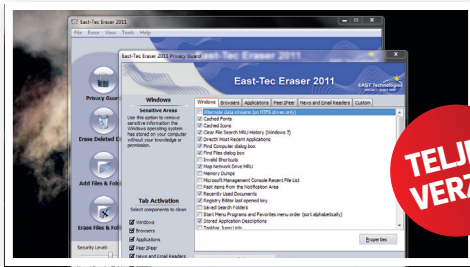 East-Tec Eraser 2011
File Erase View Tools Help
East-Tec Eraser 2011 Privacy Guard
East-Tec Eraser 2011
EAST Technologies
Privacy Guard
Erase Deleted
Add Files & Fold
Erase Files & Fold
Security Level:
Windows
Sensitive Areas
Use this option to remove
sensitive information the
Windows operating system
has stored on your computer
without your knowledge or
permission.
Tab Activation
Select components to clean
Windows
Browsers
Applications
Peer2Peer
News and Email Readers
Windows Browsers Applications Peer2Peer News and Email Readers Custom
Alternate data streams (on NTFS drives only)
Cached Fonts
Cached Icons
Clear File Search MRU History (Windows 7)
DirectX Most Recent Applications
Find Computer dialog box
Find Files dialog box
Invalid Shortcuts
Map Network Drive MRU
Memory Dumps
Microsoft Management Console Recent File List
Past Items from the Notification Area
Recently Used Documents
Registry Editor last opened key
Saved Search Folders
Start Menu Programs and Favorites menu order (sort alphabetically)
Stored Application Descriptions
Taskbar Jump Lists
Properties
TELJE
VERZ